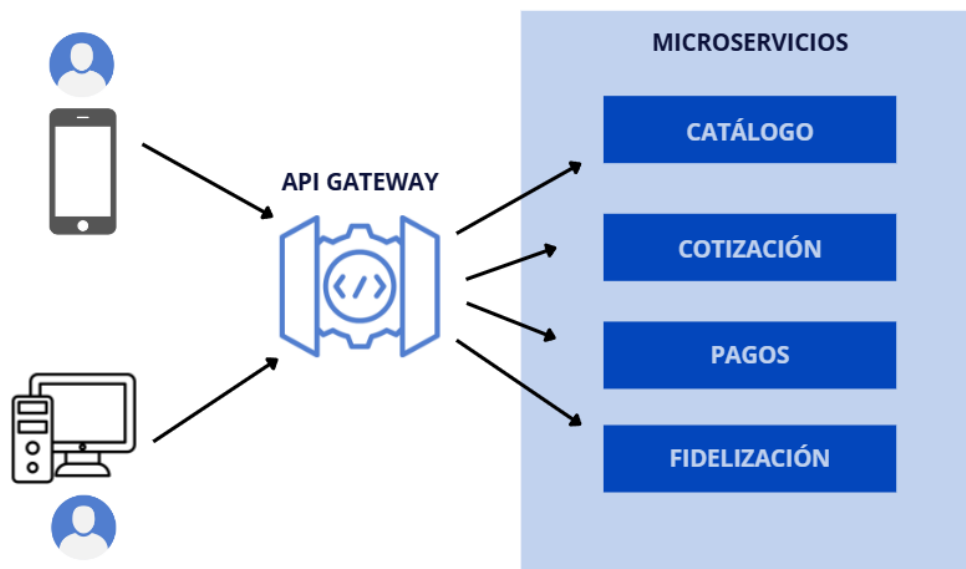 MICROSERVICIOS
API GATEWAY
</>
CATÁLOGO
COTIZACIÓN
PAGOS
FIDELIZACIÓN